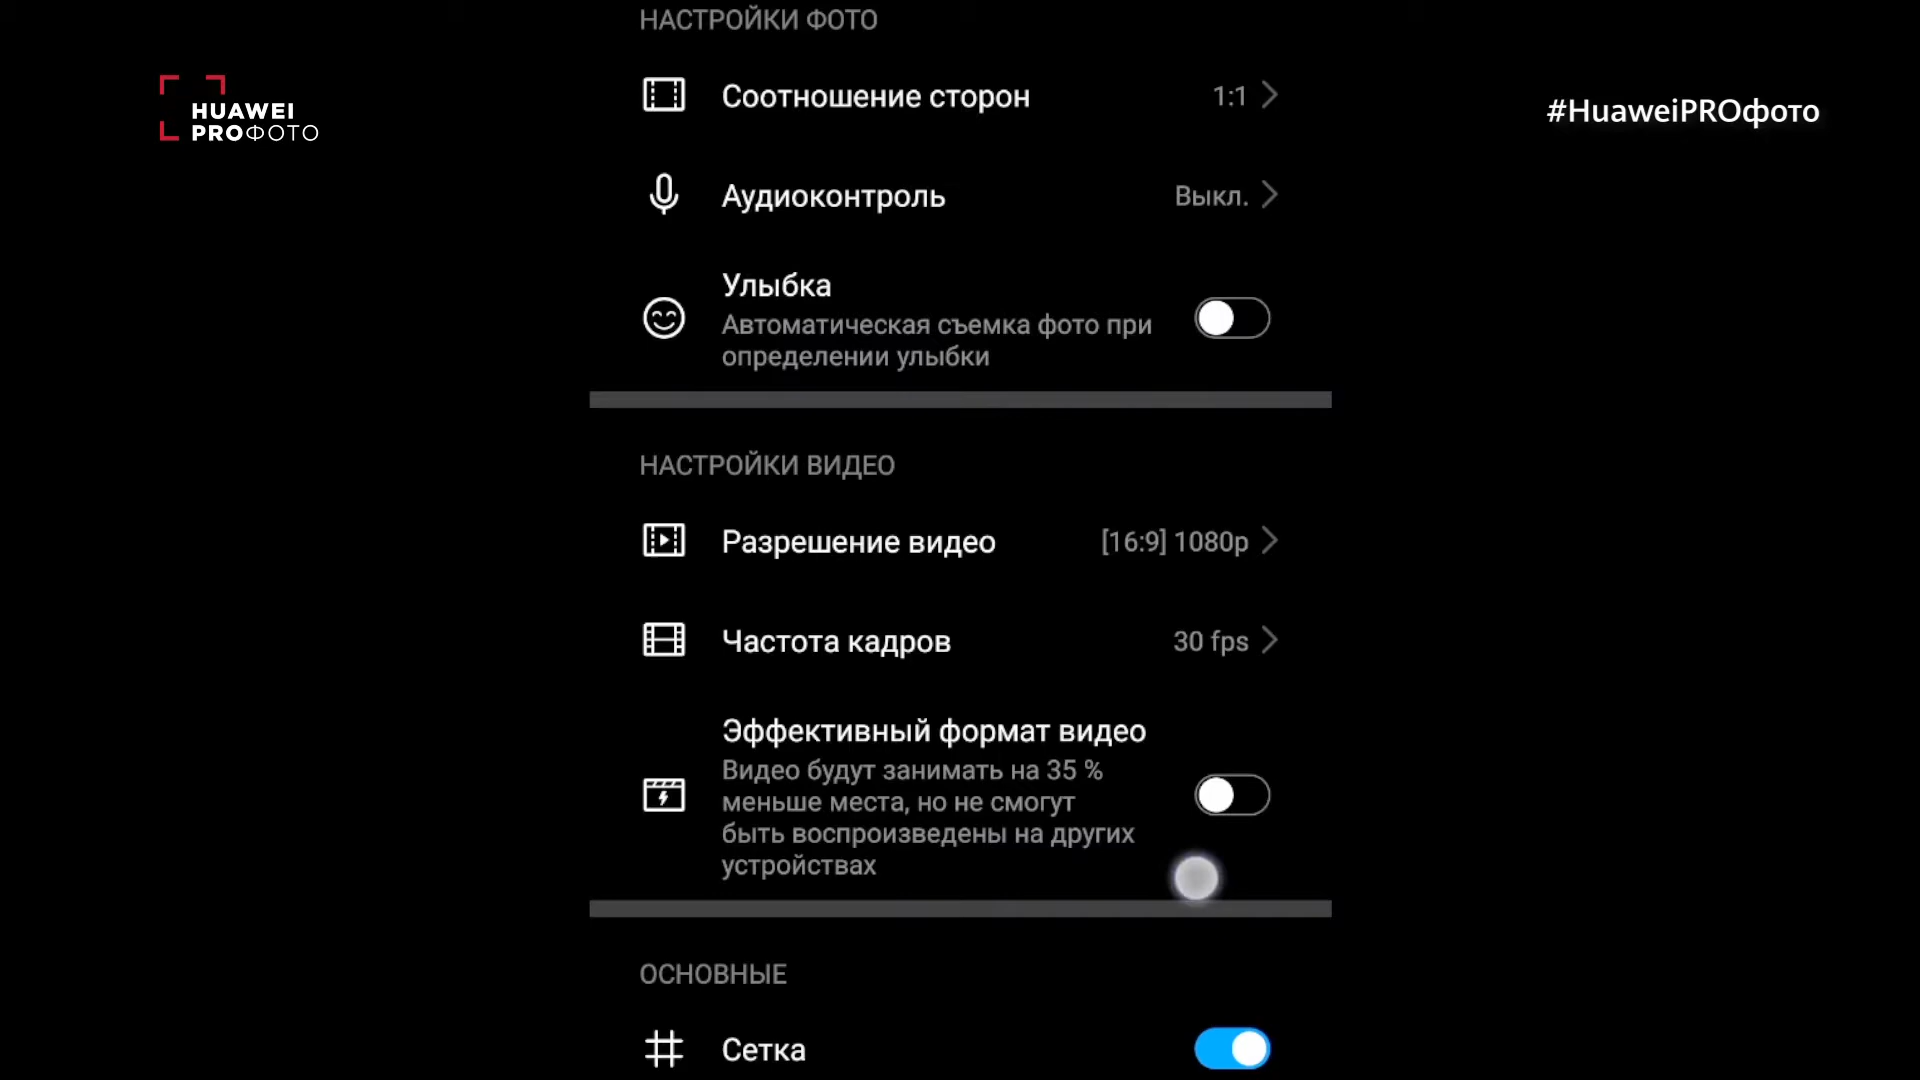 НАСТРОЙКИ ФОТО
HUAWEI
PROФОТО
#HuaweiPROфото
Соотношение сторон 1:1
Аудиоконтроль Выкл.
Улыбка
Автоматическая съемка фото при
определении улыбки
НАСТРОЙКИ ВИДЕО
Разрешение видео [16:9] 1080p
Частота кадров 30 fps
Эффективный формат видео
Видео будут занимать на 35 %
меньше места, но не смогут
быть воспроизведены на других
устройствах
ОСНОВНЫЕ
Сетка